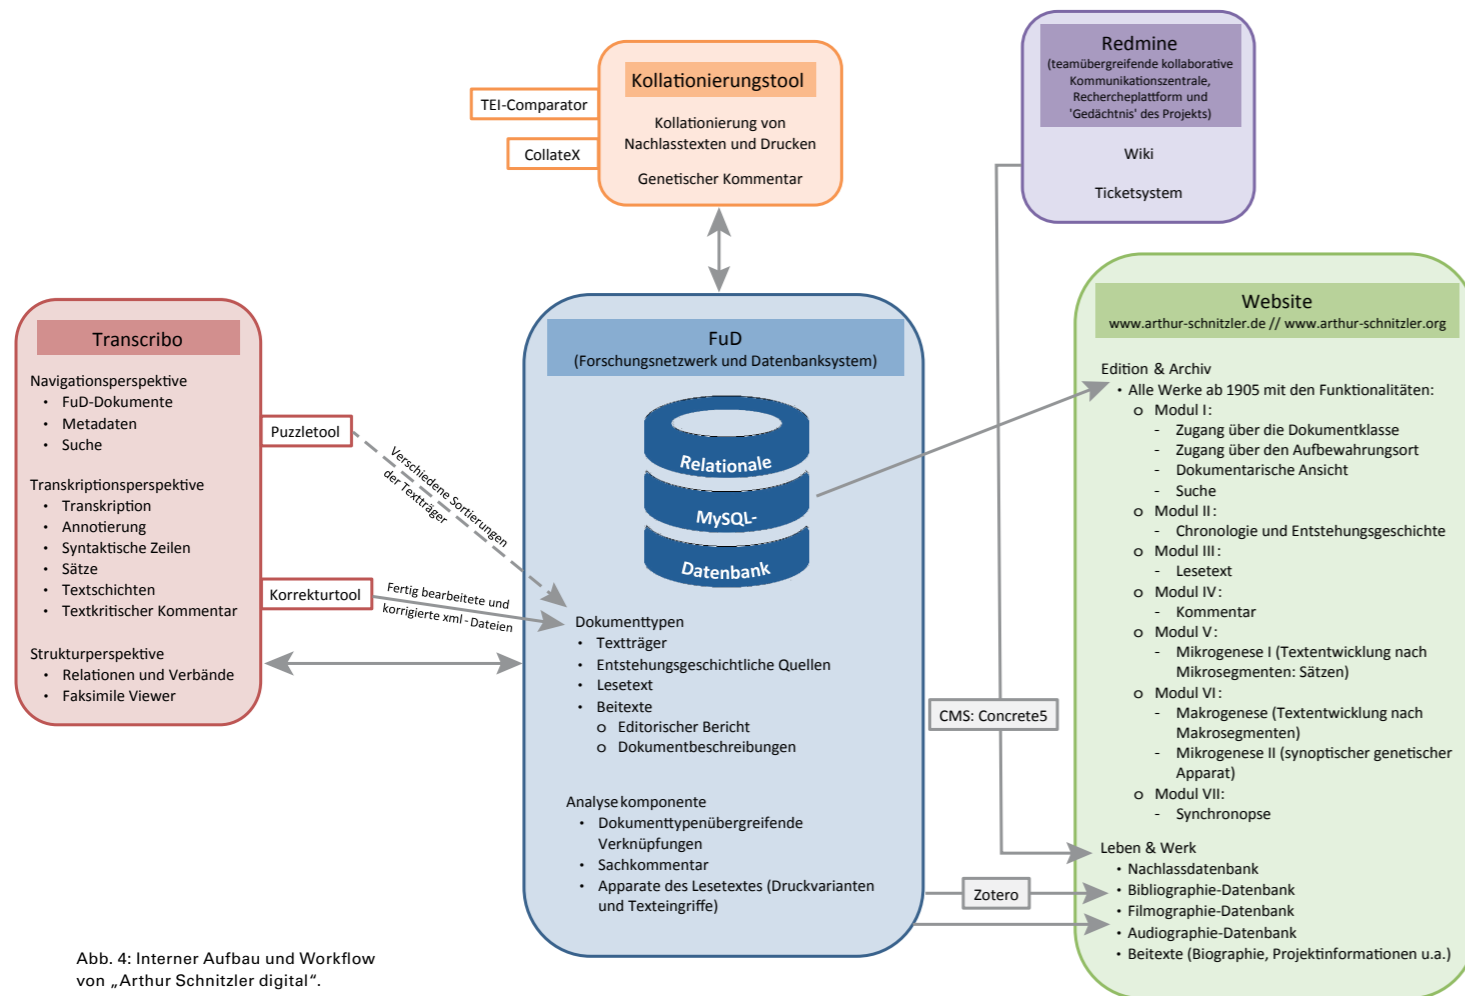 Kollationierungstool
TEI-Comparator
CollateX
Kollationierung von
Nachlasstexten und Drucken
Genetischer Kommentar
Redmine
(teamübergreifende kollaborative
Kommunikationszentrale,
Rechercheplattform und
'Gedächtnis' des Projekts)
Wiki
Ticketsystem
Transcribo
Navigationsperspektive
• FuD-Dokumente
• Metadaten
• Suche
Transkriptionsperspektive
• Transkription
• Annotierung
• Syntaktische Zeilen
• Sätze
• Textschichten
• Textkritischer Kommentar
Strukturperspektive
• Relationen und Verbände
• Faksimile Viewer
Puzzletool
Korrekturtool
Verschiedene Sortierungen
der Textträger
Fertig bearbeitete und
korrigierte xml-Dateien
FuD
(Forschungsnetzwerk und Datenbanksystem)
Relationale
MySQL-
Datenbank
Dokumenttypen
• Textträger
• Entstehungsgeschichtliche Quellen
• Lesetext
• Beitexte
o Editorischer Bericht
o Dokumentbeschreibungen
Analysekomponente
• Dokumenttypenübergreifende
Verknüpfungen
• Sachkommentar
• Apparate des Lesetextes (Druckvarianten
und Texteingriffe)
CMS: Concrete5
Zotero
Website
www.arthur-schnitzler.de // www.arthur-schnitzler.org
Edition & Archiv
• Alle Werke ab 1905 mit den Funktionalitäten:
o Modul I:
- Zugang über die Dokumentklasse
- Zugang über den Aufbewahrungsort
- Dokumentarische Ansicht
- Suche
o Modul II:
- Chronologie und Entstehungsgeschichte
o Modul III:
- Lesetext
o Modul IV:
- Kommentar
o Modul V:
- Mikrogenese I (Textentwicklung nach
Mikrosegmenten: Sätzen)
o Modul VI:
- Makrogenese (Textentwicklung nach
Makrosegmenten)
- Mikrogenese II (synoptischer genetischer
Apparat)
o Modul VII:
- Synchronopse
Leben & Werk
• Nachlassdatenbank
• Bibliographie-Datenbank
• Filmographie-Datenbank
• Audiographie-Datenbank
• Beitexte (Biographie, Projektinformationen u.a.)
Abb. 4: Interner Aufbau und Workflow
von „Arthur Schnitzler digital“.